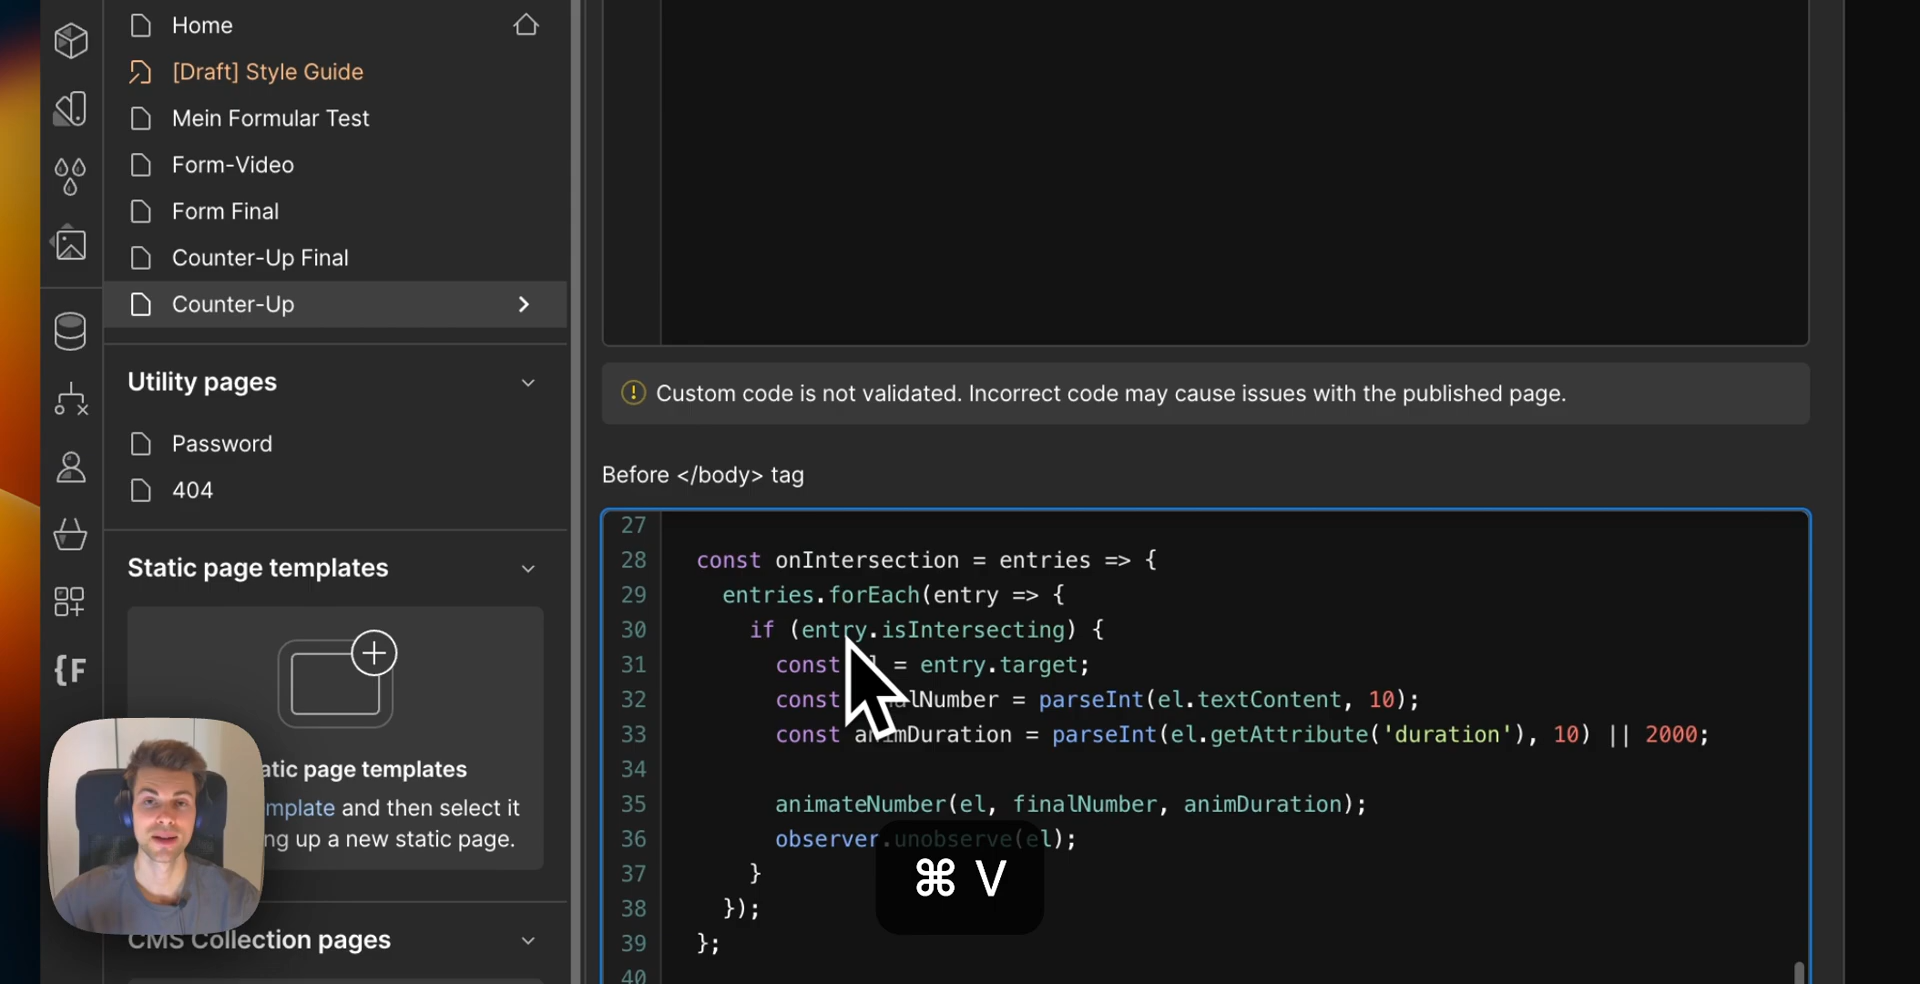 Home
[Draft] Style Guide
Mein Formular Test
Form-Video
Form Final
Counter-Up Final
Counter-Up
Utility pages
Password
404
Static page templates
atic page templates
mplate and then select it
ng up a new static page.
CMS Collection pages
{F
Custom code is not validated. Incorrect code may cause issues with the published page.
Before </body> tag
27
28 const onIntersection = entries => {
29 entries.forEach(entry => {
30 if (entry.isIntersecting) {
31 const = entry.target;
32 const lNumber = parseInt(el.textContent, 10);
33 const animDuration = parseInt(el.getAttribute('duration'), 10) || 2000;
34
35 animateNumber(el, finalNumber, animDuration);
36 observer.unobserve(el);
37 }
38 });
39 };
40
⌘ V